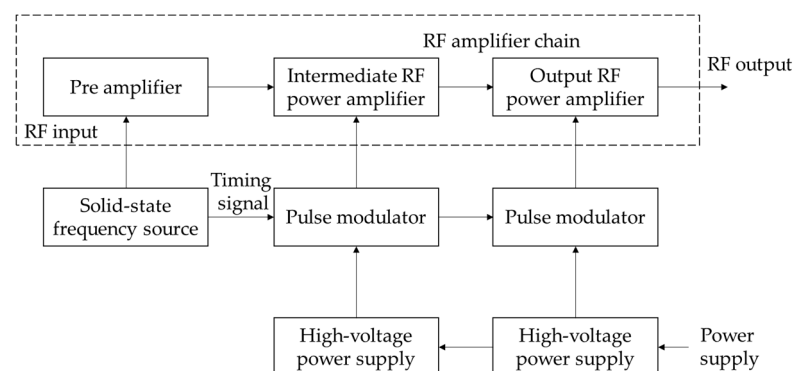 RF amplifier chain
Pre amplifier
Intermediate RF
power amplifier
Output RF
power amplifier
RF output
RF input
Solid-state
frequency source
Timing
signal
Pulse modulator
Pulse modulator
High-voltage
power supply
High-voltage
power supply
Power
supply